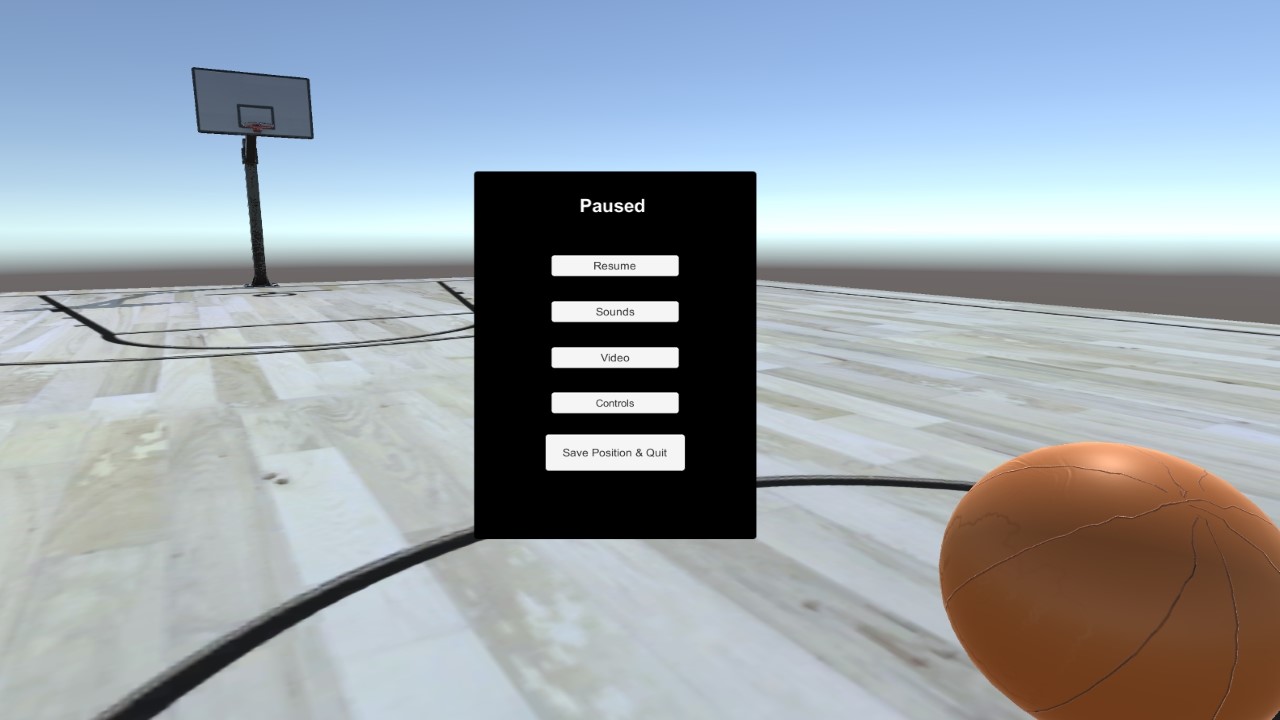 Paused
Resume
Sounds
Video
Controls
Save Position & Quit